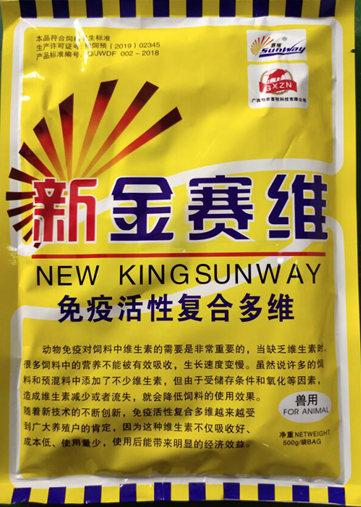 本品符合饲料卫生标准
生产许可证号: 饲预(2019)02345
产品标准编号: Q/JWDF 002-2018
赛维
sunway
GXZN
新金赛维
NEW KINGSUNWAY
免疫活性复合多维
动物免疫对饲料中维生素的需要是非常重要的,当缺乏维生素时,
很多饲料中的营养不能被有效吸收,生长速度变慢。虽然说许多的饲
料和预混料中添加了不少维生素,但由于受储存条件和氧化等因素,
造成维生素减少或者流失,就会降低饲料的使用效果。
随着新技术的不断创新,免疫活性复合多维越来越受
到广大养殖户的肯定,因为这种维生素不仅吸收好、
成本低、使用量少,使用后能带来明显的经济效益。
兽用
FOR ANIMAL
净重 NETWEIGHT
500g/袋BAG